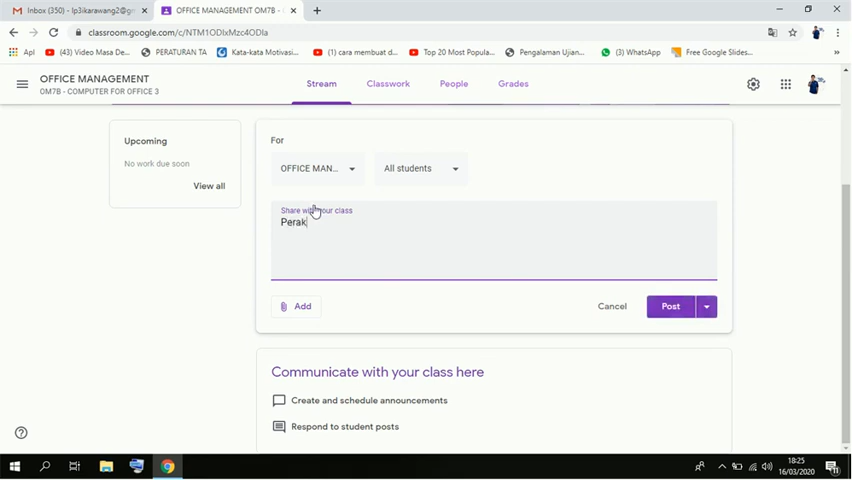 Inbox (350) - lp3ikarawang2@gm
OFFICE MANAGEMENT OM7B - COM
classroom.google.com/c/NTM1ODIxMzc4ODIa
Apl
(43) Video Masa De...
PERATURAN TA
Kata-kata Motivasi...
(1) cara membuat d...
Top 20 Most Popula...
Pengalaman Ujian...
(3) WhatsApp
Free Google Slides...
OFFICE MANAGEMENT
OM7B - COMPUTER FOR OFFICE 3
Stream
Classwork
People
Grades
Upcoming
No work due soon
View all
For
OFFICE MAN...
All students
Share with your class
Perak
Add
Cancel
Post
Communicate with your class here
Create and schedule announcements
Respond to student posts
18:25
16/03/2020